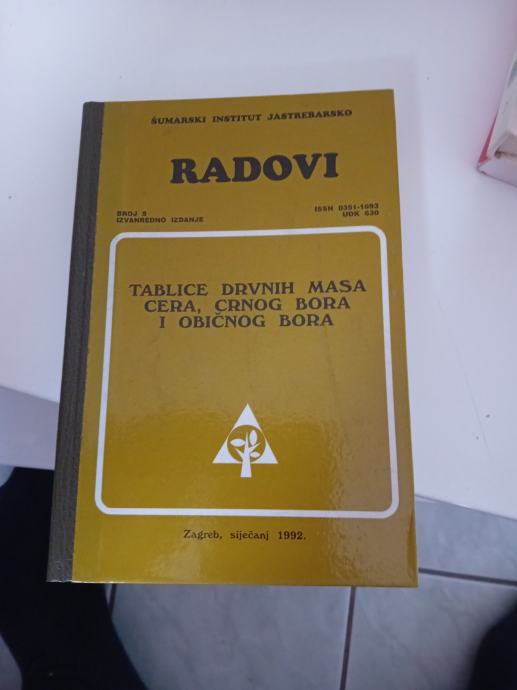 ŠUMARSKI INSTITUT JASTREBARSKO
RADOVI
BROJ 5
IZVANREDNO IZDANJE
ISSN 0351-1693
UDK 630
TABLICE DRVNIH MASA
CERA, CRNOG BORA
I OBIČNOG BORA
Zagreb, siječanj 1992.